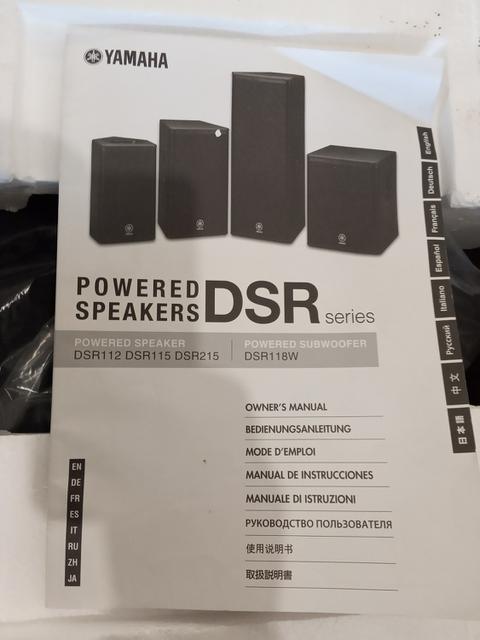 YAMAHA
POWERED
SPEAKERS
DSR series
POWERED SPEAKER
DSR112 DSR115 DSR215
POWERED SUBWOOFER
DSR118W
OWNER'S MANUAL
BEDIENUNGSANLEITUNG
MODE D'EMPLOI
MANUAL DE INSTRUCCIONES
MANUALE DI ISTRUZIONI
РУКОВОДСТВО ПОЛЬЗОВАТЕЛЯ
使用说明书
取扱説明書
EN
DE
FR
ES
IT
RU
ZH
JA
English
Deutsch
Français
Español
Italiano
Русский
中文
日本語